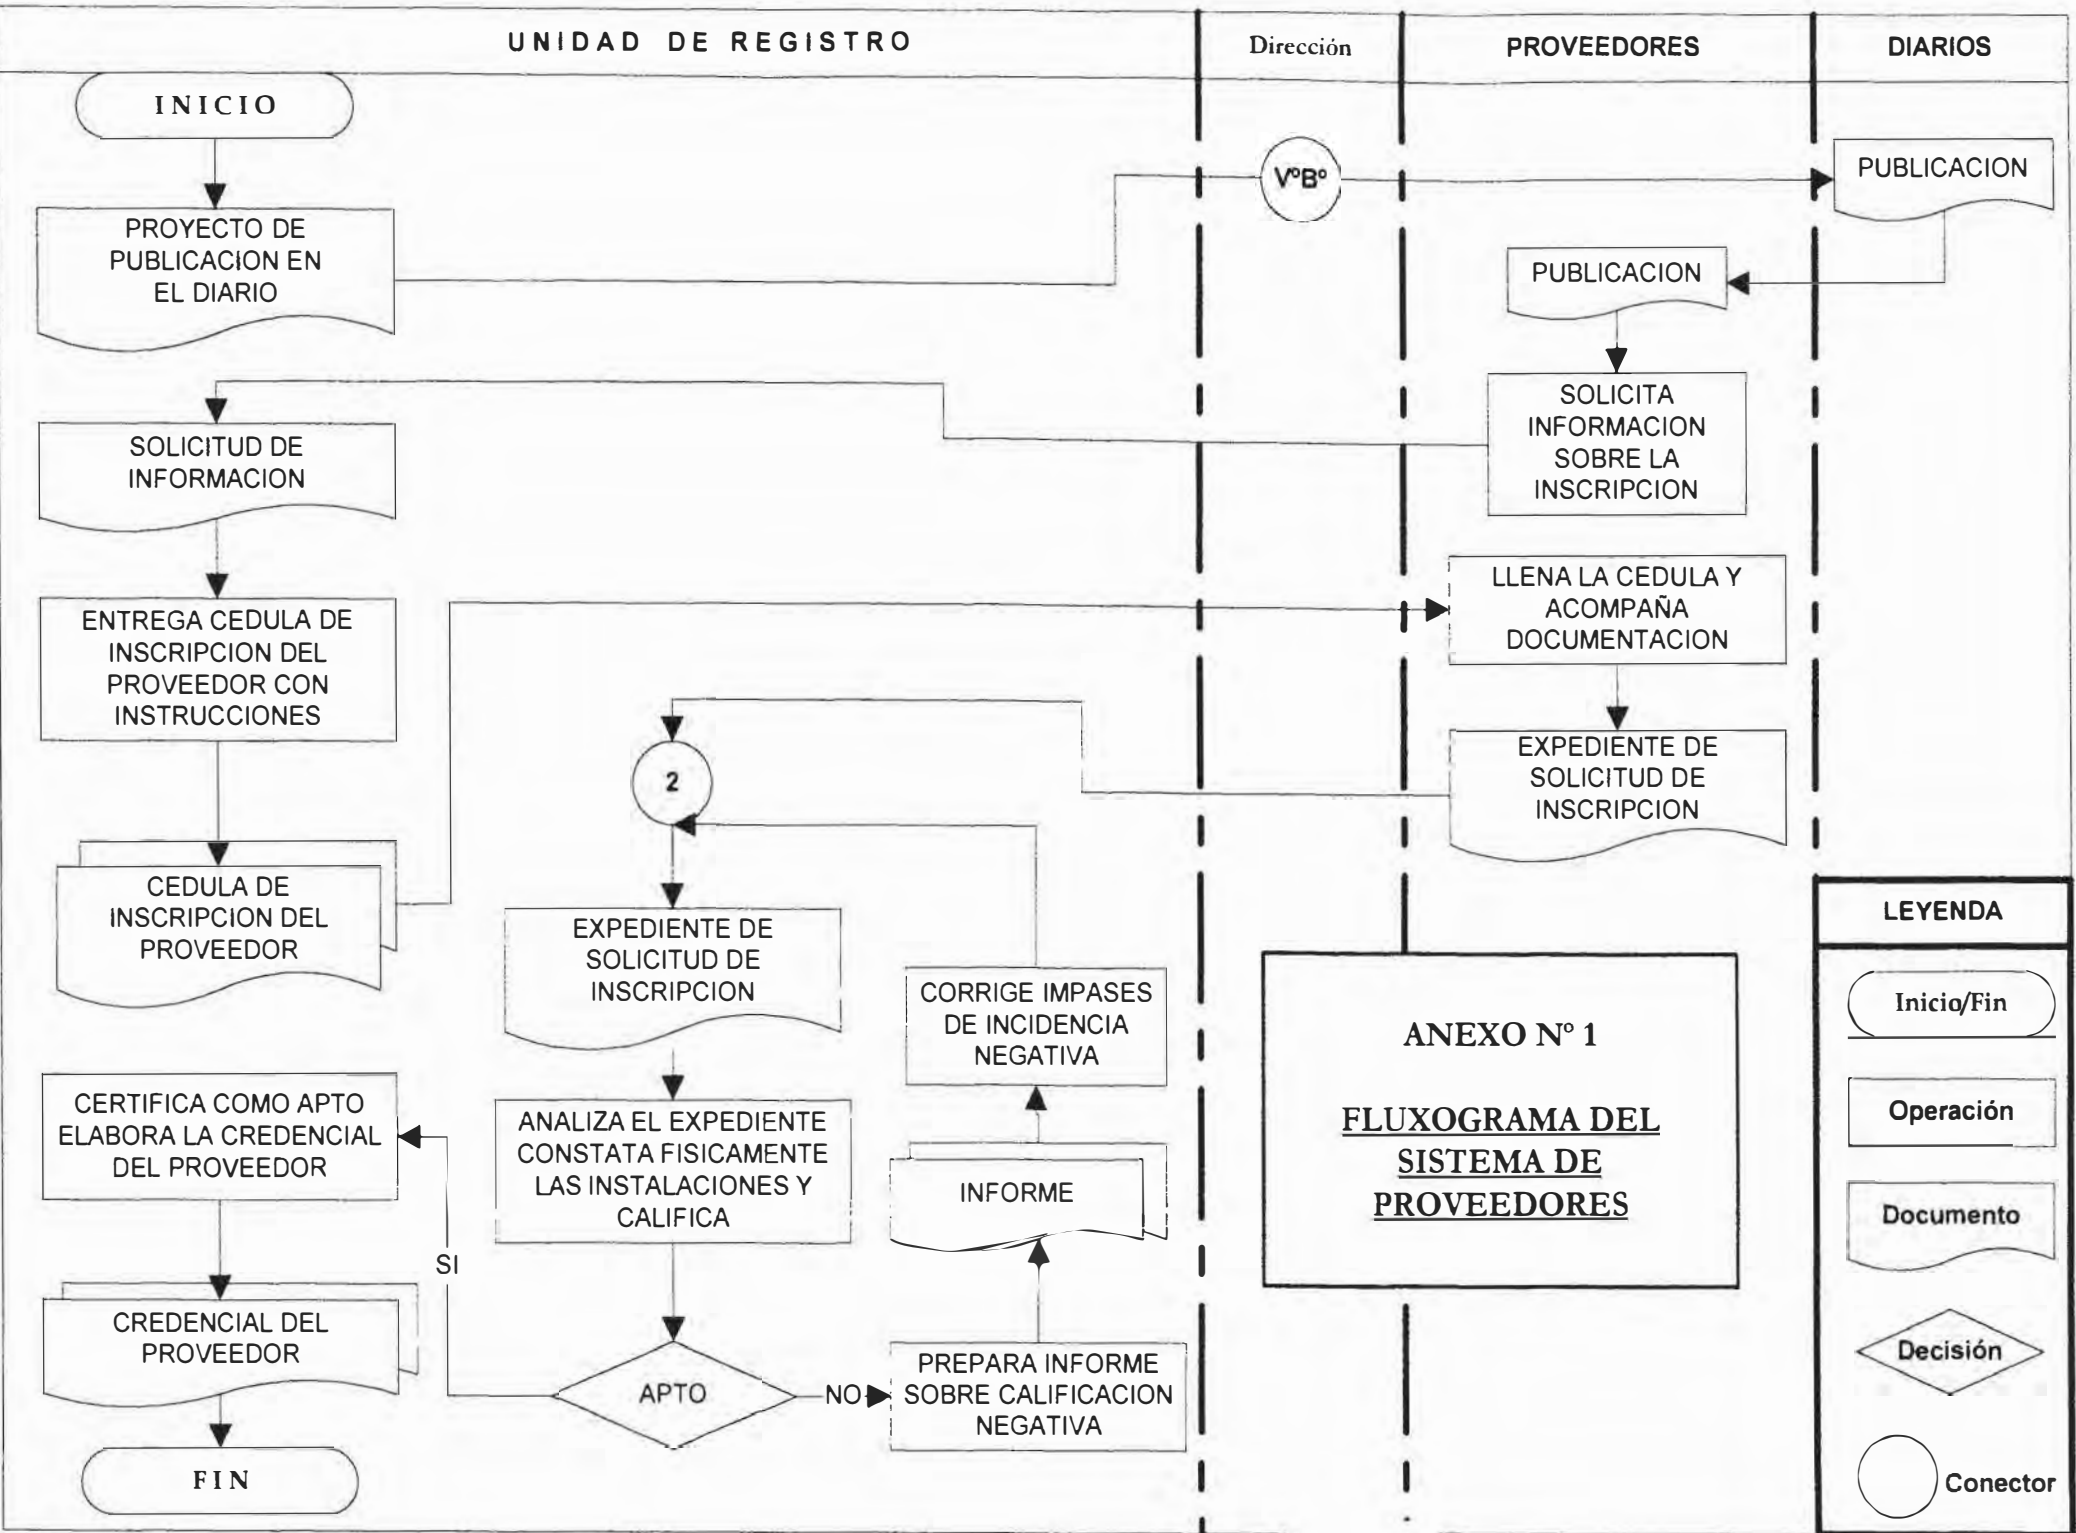 UNIDAD DE REGISTRO
Dirección
PROVEEDORES
DIARIOS
INICIO
PROYECTO DE
PUBLICACION EN
EL DIARIO
VºBº
PUBLICACION
PUBLICACION
SOLICITA
INFORMACION
SOBRE LA
INSCRIPCION
SOLICITUD DE
INFORMACION
ENTREGA CEDULA DE
INSCRIPCION DEL
PROVEEDOR CON
INSTRUCCIONES
LLENA LA CEDULA Y
ACOMPAÑA
DOCUMENTACION
EXPEDIENTE DE
SOLICITUD DE
INSCRIPCION
2
CEDULA DE
INSCRIPCION DEL
PROVEEDOR
EXPEDIENTE DE
SOLICITUD DE
INSCRIPCION
CORRIGE IMPASES
DE INCIDENCIA
NEGATIVA
CERTIFICA COMO APTO
ELABORA LA CREDENCIAL
DEL PROVEEDOR
ANALIZA EL EXPEDIENTE
CONSTATA FISICAMENTE
LAS INSTALACIONES Y
CALIFICA
INFORME
SI
CREDENCIAL DEL
PROVEEDOR
APTO
NO
PREPARA INFORME
SOBRE CALIFICACION
NEGATIVA
FIN
ANEXO Nº 1
FLUXOGRAMA DEL
SISTEMA DE
PROVEEDORES
LEYENDA
Inicio/Fin
Operación
Documento
Decisión
Conector